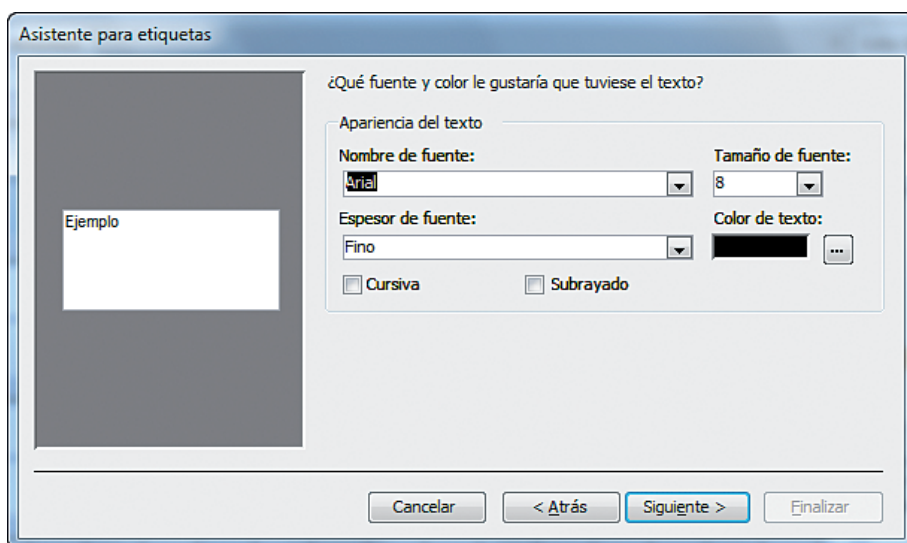 Asistente para etiquetas
¿Qué fuente y color le gustaría que tuviese el texto?
Apariencia del texto
Nombre de fuente: Tamaño de fuente:
Arial 8
Ejemplo
Espesor de fuente: Color de texto:
Fino ...
Cursiva Subrayado
Cancelar < Atrás Siguiente > Finalizar